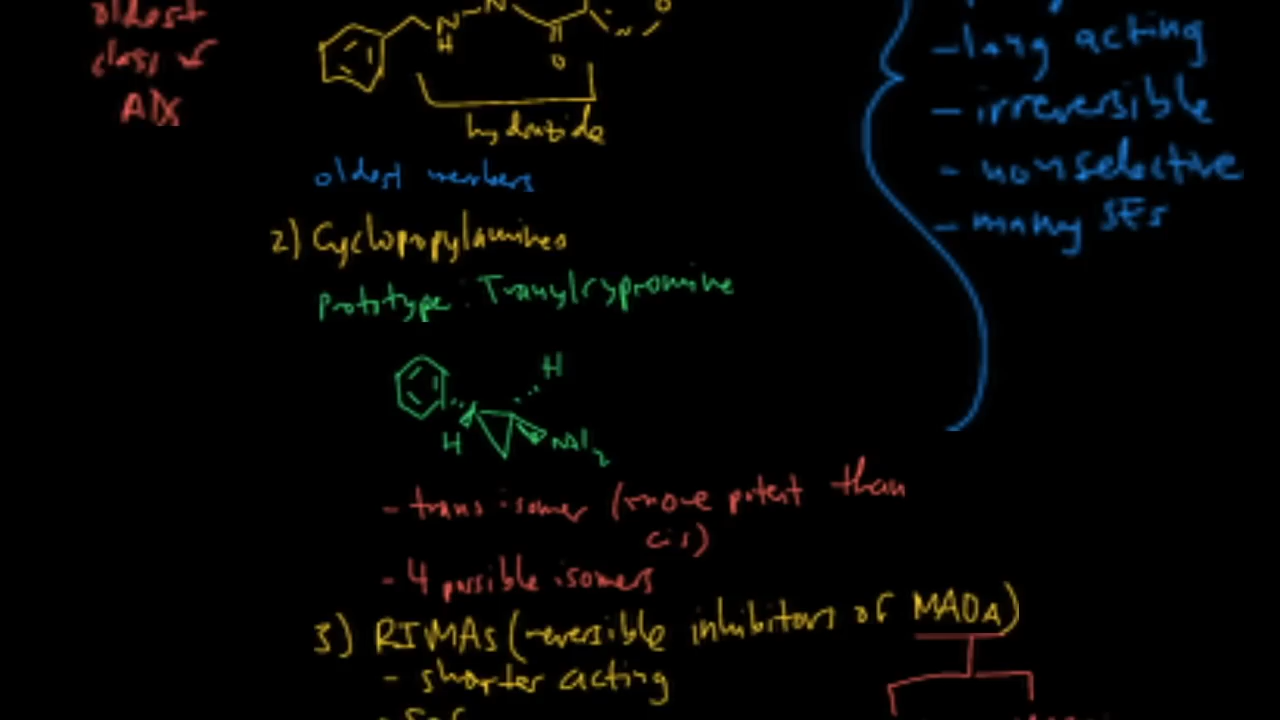 oldest
class of
ADX
N
H
N
O
O
N
hydrazide
oldest members
- long acting
- irreversible
- nonselective
- many SEs
2) Cyclopropylamines
Prototype: Tranylcypromine
H
H
NH2
- trans isomer (more potent than
cis)
- 4 possible isomers
3) RIMAs (reversible inhibitors of MAOA)
- shorter acting